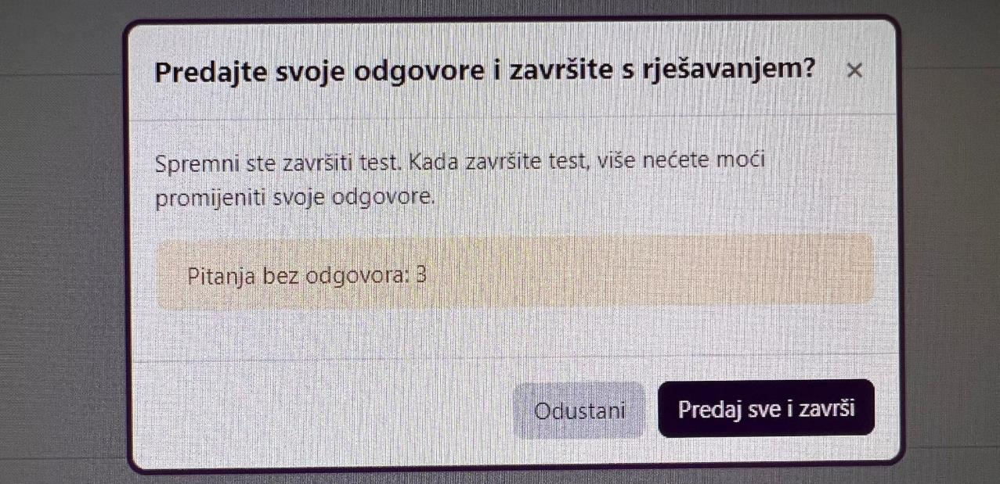 Predajte svoje odgovore i završite s rješavanjem? ×
Spremni ste završiti test. Kada završite test, više nećete moći
promijeniti svoje odgovore.
Pitanja bez odgovora: 3
Odustani
Predaj sve i završi